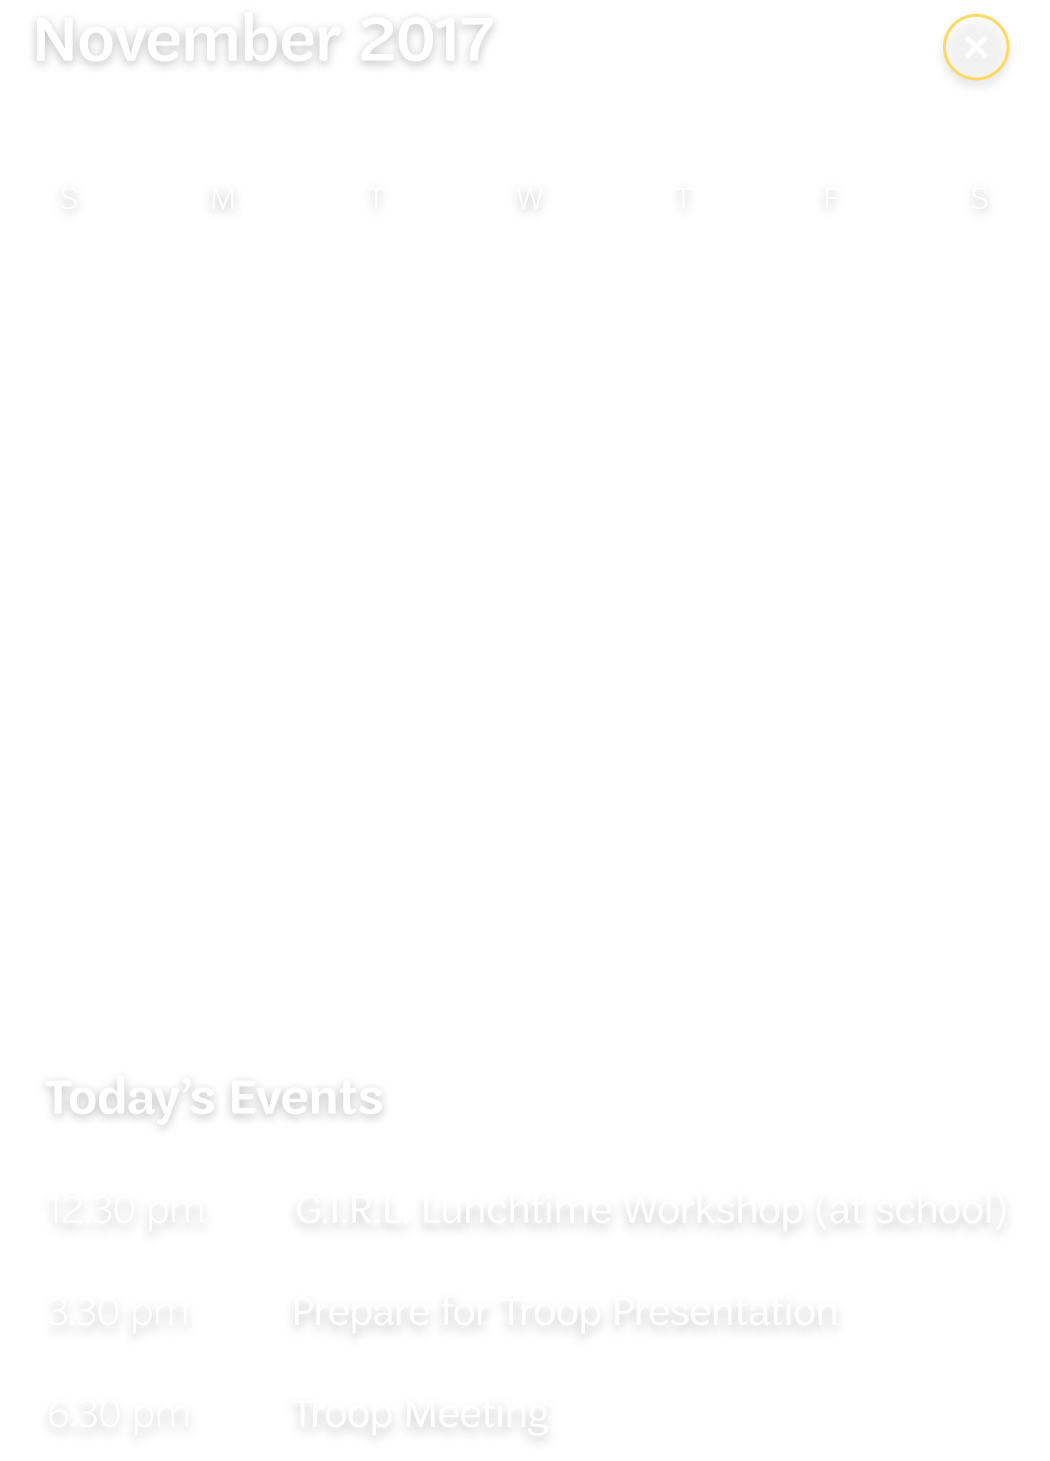 November 2017
S M T W T F S
Today’s Events
12.30 pm G.I.R.L. Lunchtime Workshop (at school)
3.30 pm Prepare for Troop Presentation
6.30 pm Troop Meeting